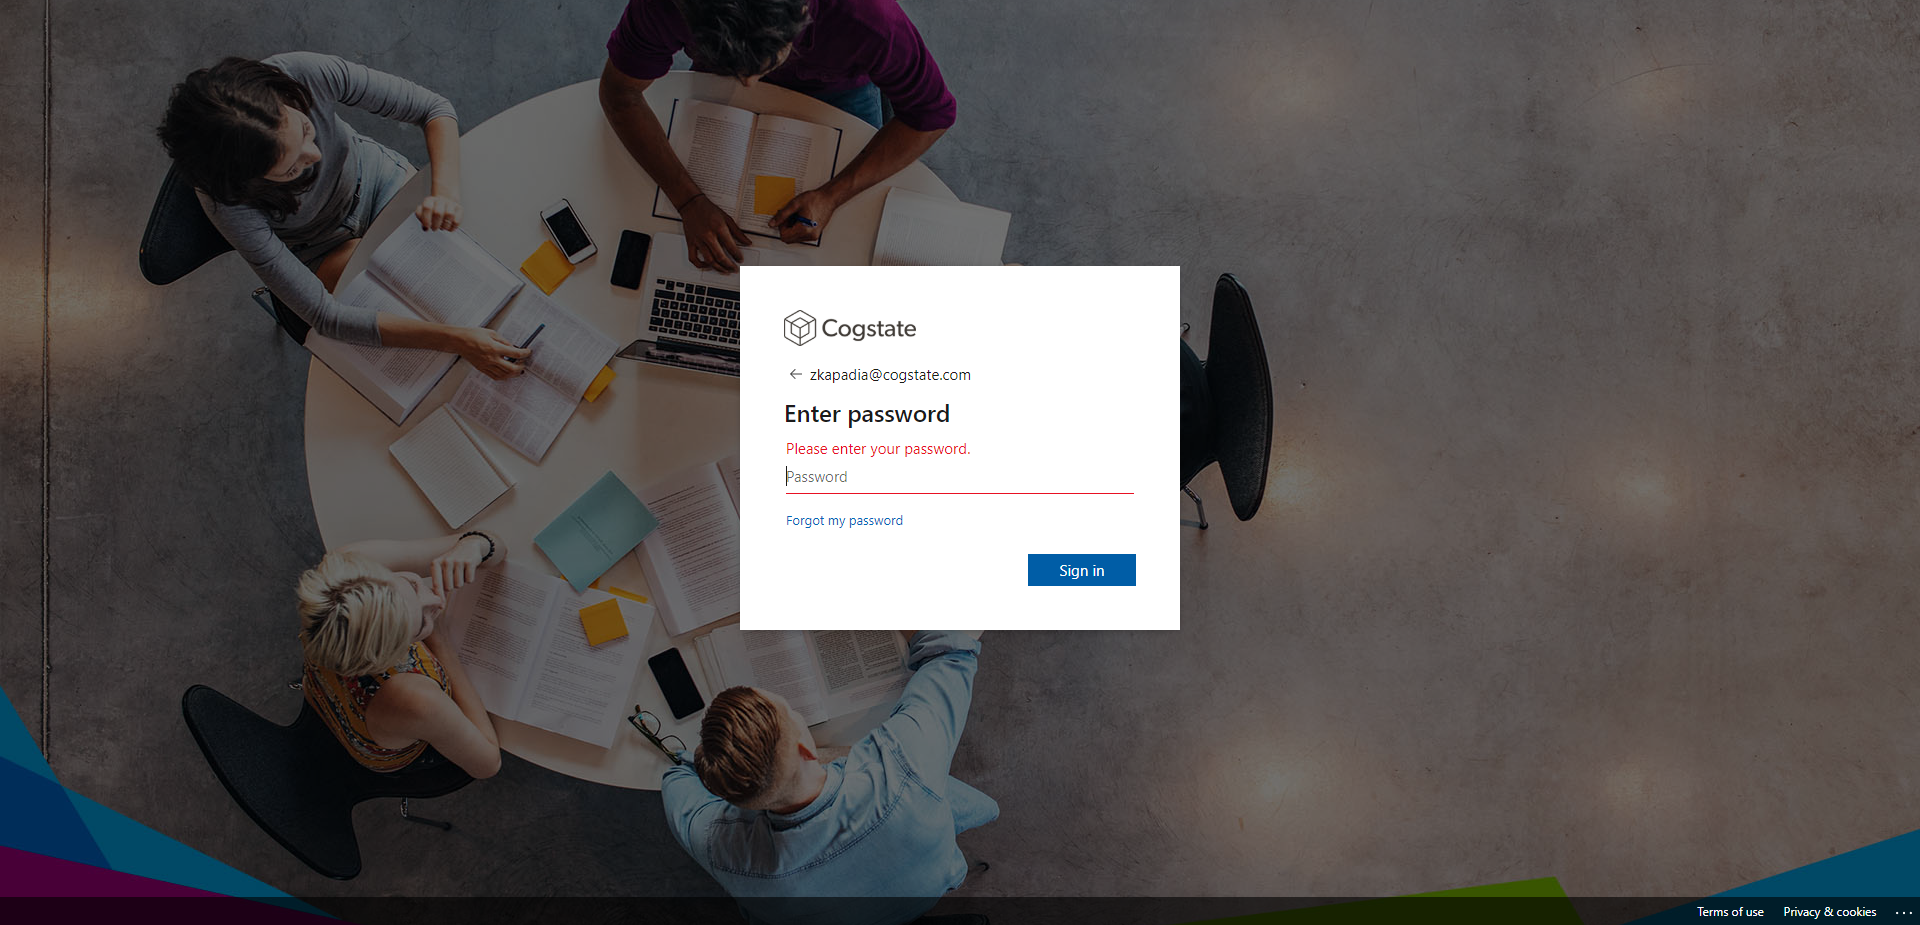 Cogstate
zkapadia@cogstate.com
Enter password
Please enter your password.
Password
Forgot my password
Sign in
Terms of use
Privacy & cookies
...